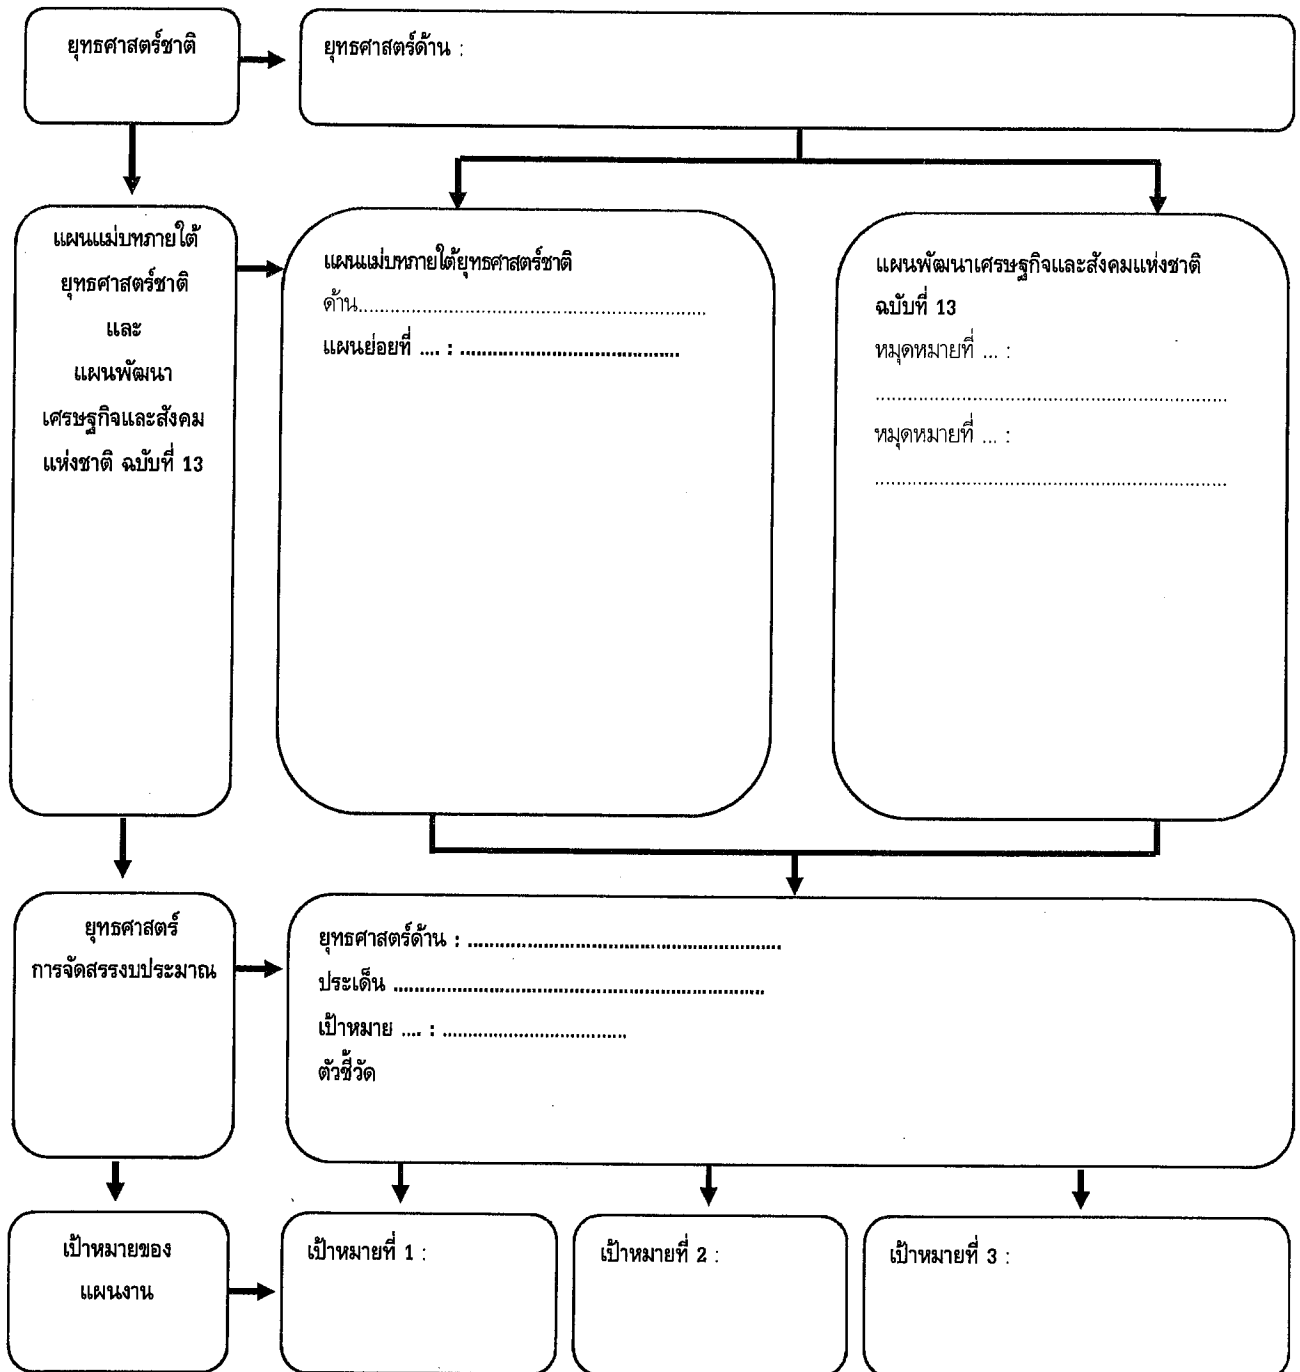 ยุทธศาสตร์ชาติ
ยุทธศาสตร์ด้าน :
แผนแม่บทภายใต้
ยุทธศาสตร์ชาติ
และ
แผนพัฒนา
เศรษฐกิจและสังคม
แห่งชาติ ฉบับที่ 13
แผนแม่บทภายใต้ยุทธศาสตร์ชาติ
ด้าน..................................................................
แผนย่อยที่ .... : ..........................................
แผนพัฒนาเศรษฐกิจและสังคมแห่งชาติ
ฉบับที่ 13
หมุดหมายที่ ... :
..................................................................
หมุดหมายที่ ... :
..................................................................
ยุทธศาสตร์
การจัดสรรงบประมาณ
ยุทธศาสตร์ด้าน : ............................................................
ประเด็น .......................................................................
เป้าหมาย .... : ...................................
ตัวชี้วัด
เป้าหมายของ
แผนงาน
เป้าหมายที่ 1 :
เป้าหมายที่ 2 :
เป้าหมายที่ 3 :